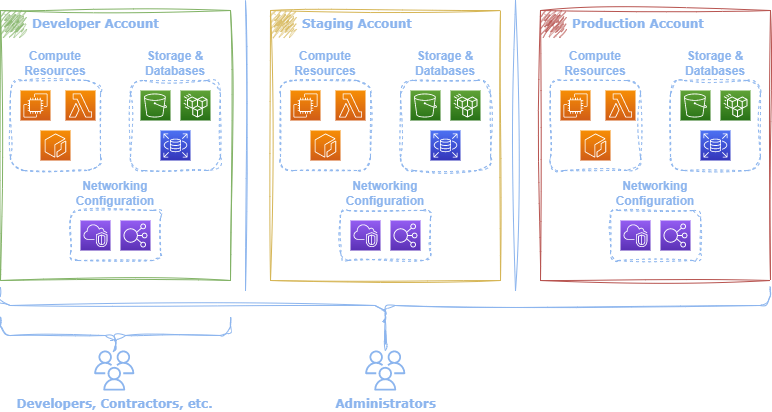 Developer Account
Staging Account
Production Account
Compute
Resources
Storage &
Databases
Compute
Resources
Storage &
Databases
Compute
Resources
Storage &
Databases
Networking
Configuration
Networking
Configuration
Networking
Configuration
Developers, Contractors, etc.
Administrators